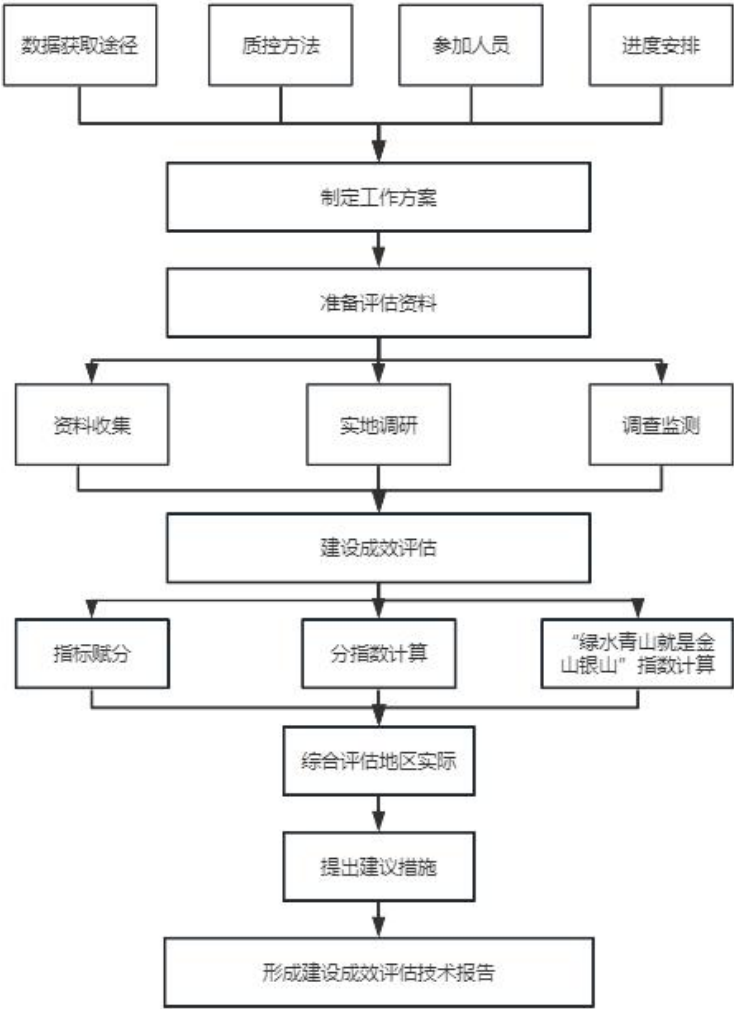 数据获取途径
质控方法
参加人员
进度安排
制定工作方案
准备评估资料
资料收集
实地调研
调查监测
建设成效评估
指标赋分
分指数计算
“绿水青山就是金
山银山”指数计算
综合评估地区实际
提出建议措施
形成建设成效评估技术报告